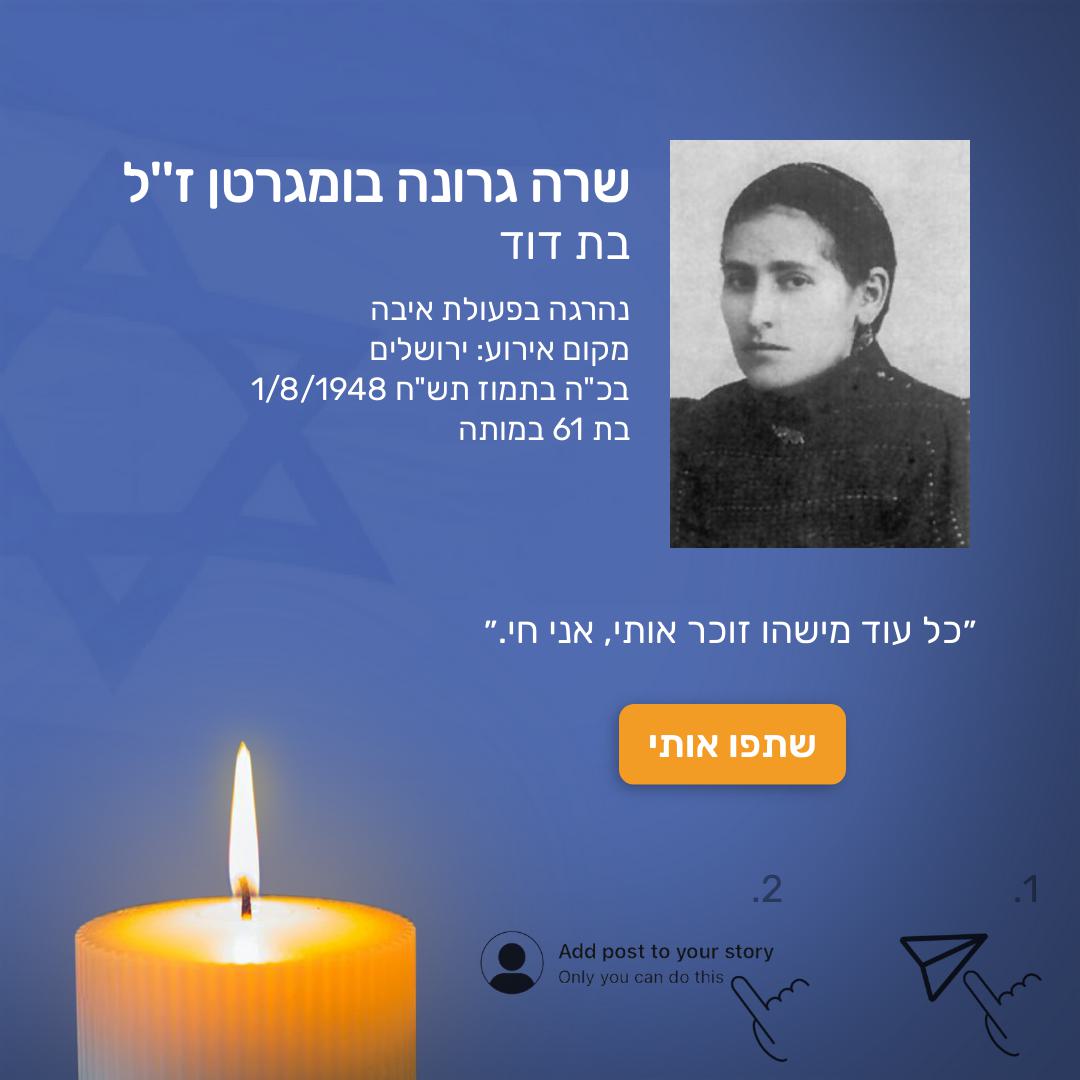 שרה גרונה בומגרטן ז"ל
בת דוד
נהרגה בפעולת איבה
מקום אירוע: ירושלים
בכ"ה בתמוז תש"ח 1/8/1948
בת 61 במותה
״כל עוד מישהו זוכר אותי, אני חי.״
שתפו אותי
.1
.2
Add post to your story
Only you can do this